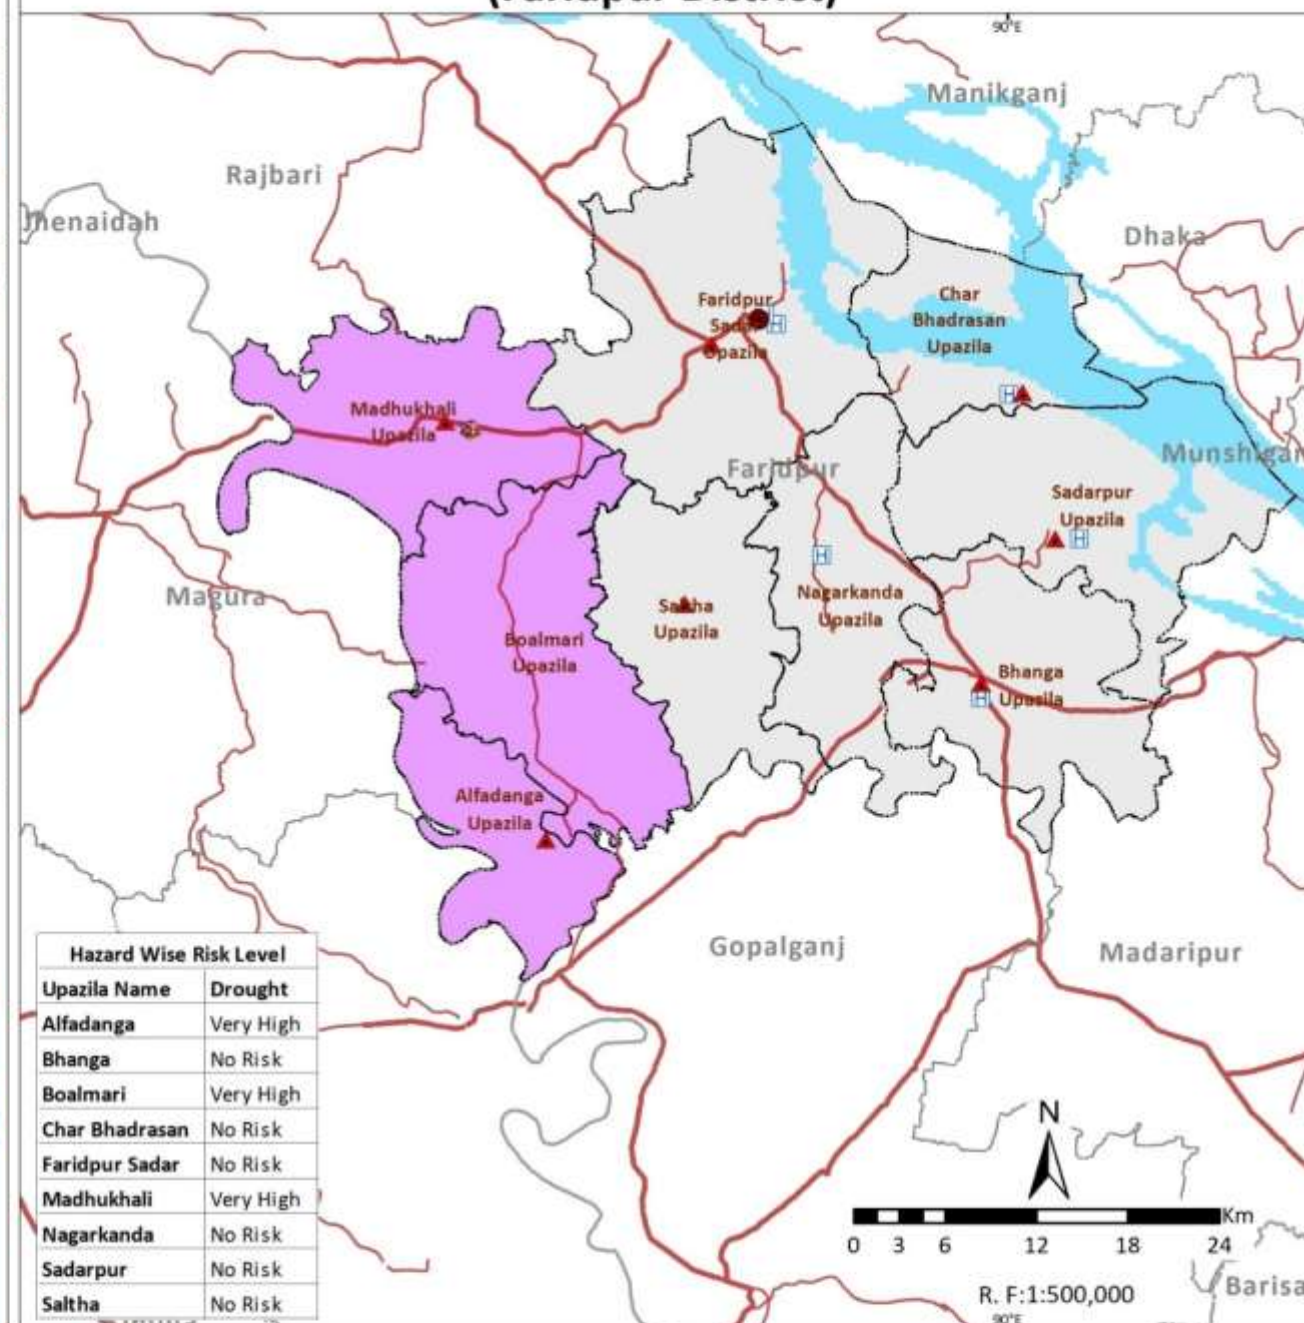 (Faridpur District)
90°E
Manikganj
Rajbari
Jhenaidah
Dhaka
Faridpur
Sadar
Upazila
Char
Bhadrasan
Upazila
Madhukhali
Upazila
Faridpur
Munshigan
Sadarpur
Upazila
Magura
Saltha
Upazila
Nagarkanda
Upazila
Boalmari
Upazila
Bhanga
Upazila
Alfadanga
Upazila
Gopalganj
Madaripur
Hazard Wise Risk Level
Upazila Name Drought
Alfadanga Very High
Bhanga No Risk
Boalmari Very High
Char Bhadrasan No Risk
Faridpur Sadar No Risk
Madhukhali Very High
Nagarkanda No Risk
Sadarpur No Risk
Saltha No Risk
N
Km
0 3 6 12 18 24
R. F:1:500,000
Barisa
90°E
H
H
H
H
H